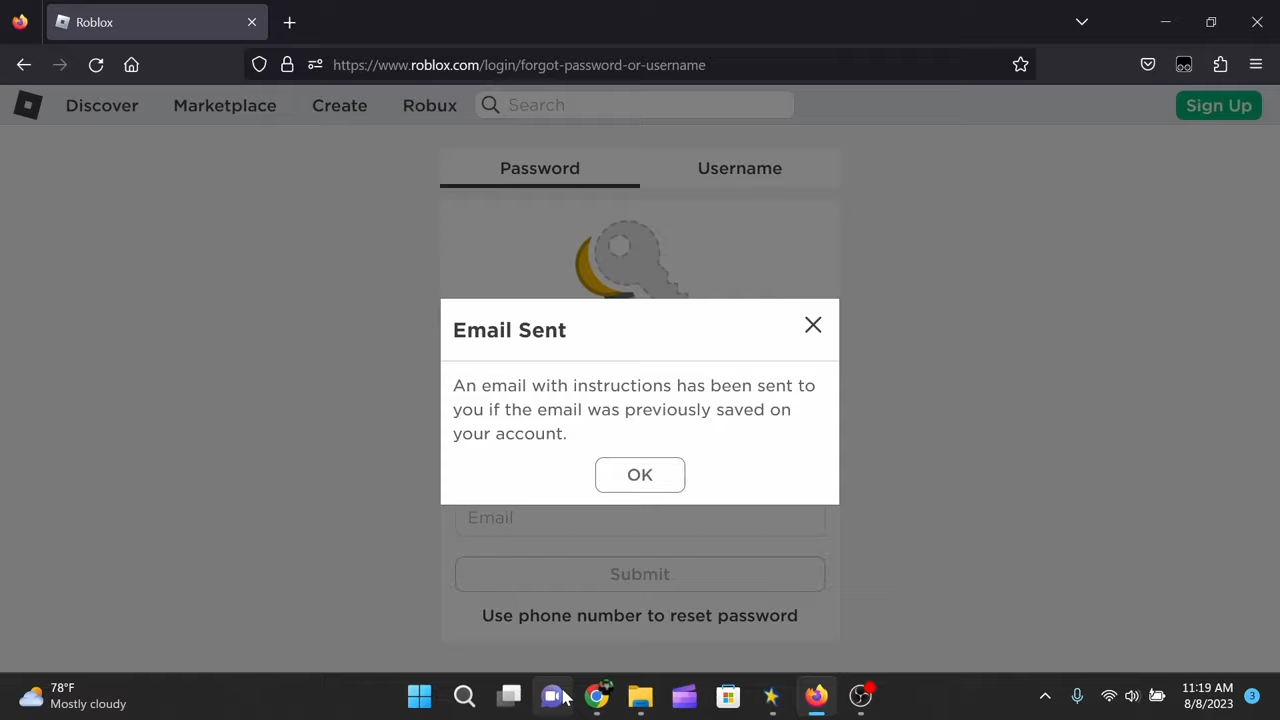 Roblox
https://www.roblox.com/login/forgot-password-or-username
Discover
Marketplace
Create
Robux
Search
Sign Up
Password
Username
Email Sent
An email with instructions has been sent to
you if the email was previously saved on
your account.
OK
Email
Submit
Use phone number to reset password
78°F
Mostly cloudy
11:19 AM
8/8/2023
3